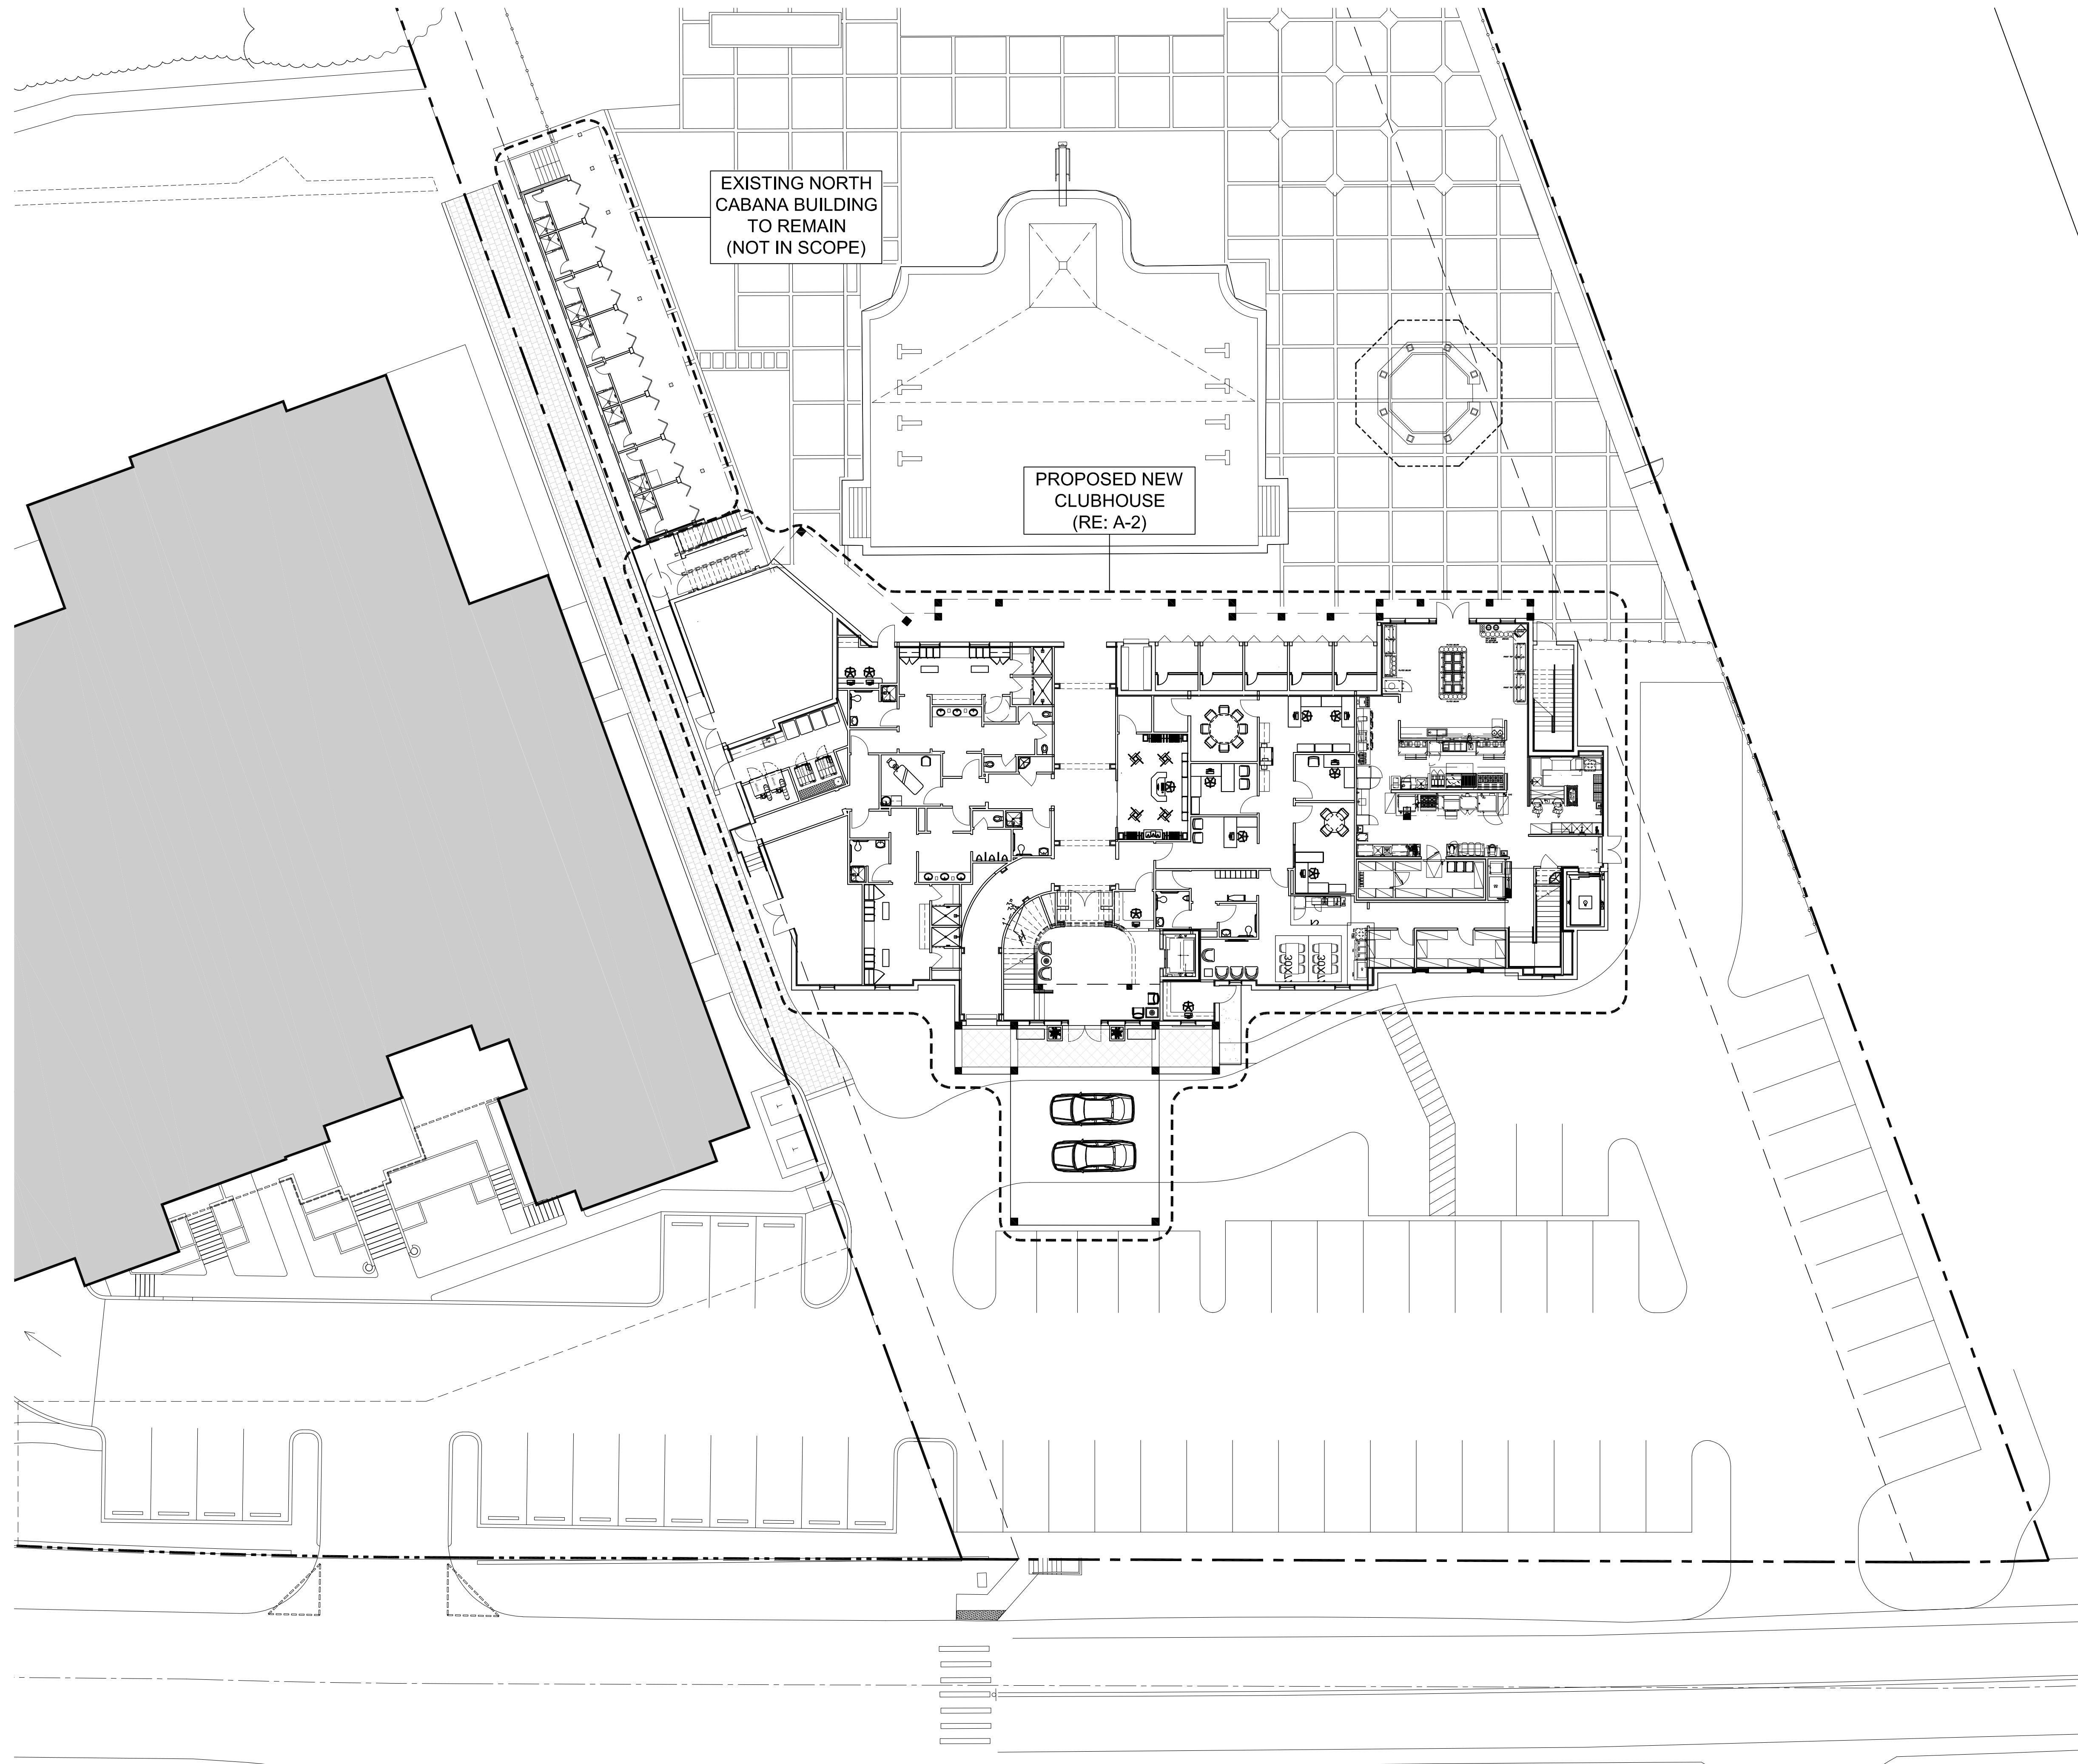 EXISTING NORTH
CABANA BUILDING
TO REMAIN
(NOT IN SCOPE)
PROPOSED NEW
CLUBHOUSE
(RE: A-2)